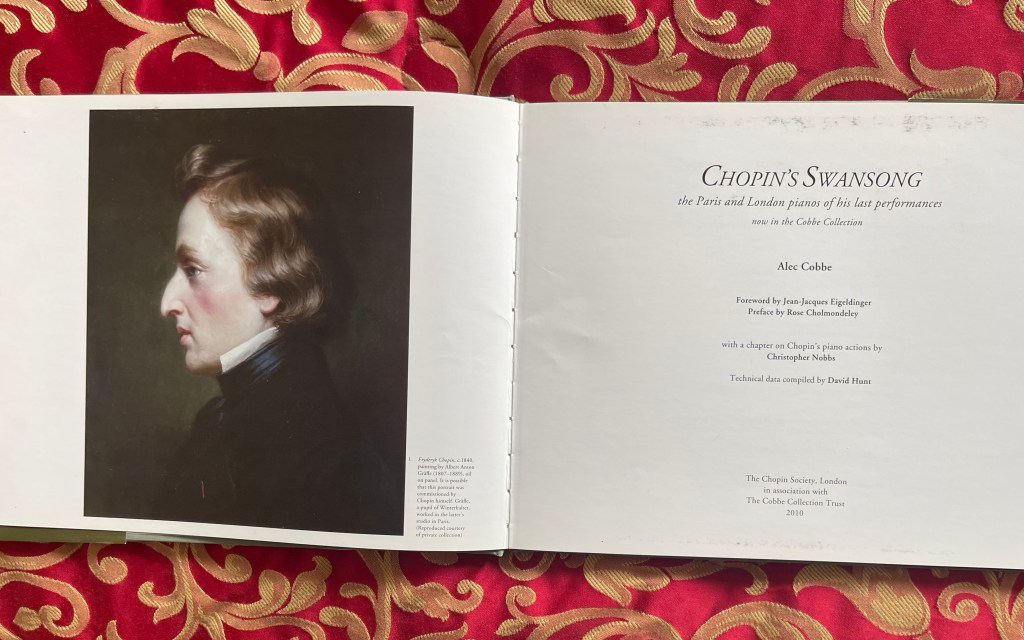 1. Fryderyk Chopin, c.1840,
painting by Albert Anton
Gräfle (1807–1889), oil
on panel. It is possible
that this portrait was
commissioned by
Chopin himself. Gräfle,
a pupil of Winterhalter,
worked in the latter's
studio in Paris.
(Reproduced courtesy
of private collection)
CHOPIN'S SWANSONG
the Paris and London pianos of his last performances
now in the Cobbe Collection
Alec Cobbe
Foreword by Jean-Jacques Eigeldinger
Preface by Rose Cholmondeley
with a chapter on Chopin's piano actions by
Christopher Nobbs
Technical data compiled by David Hunt
The Chopin Society, London
in association with
The Cobbe Collection Trust
2010